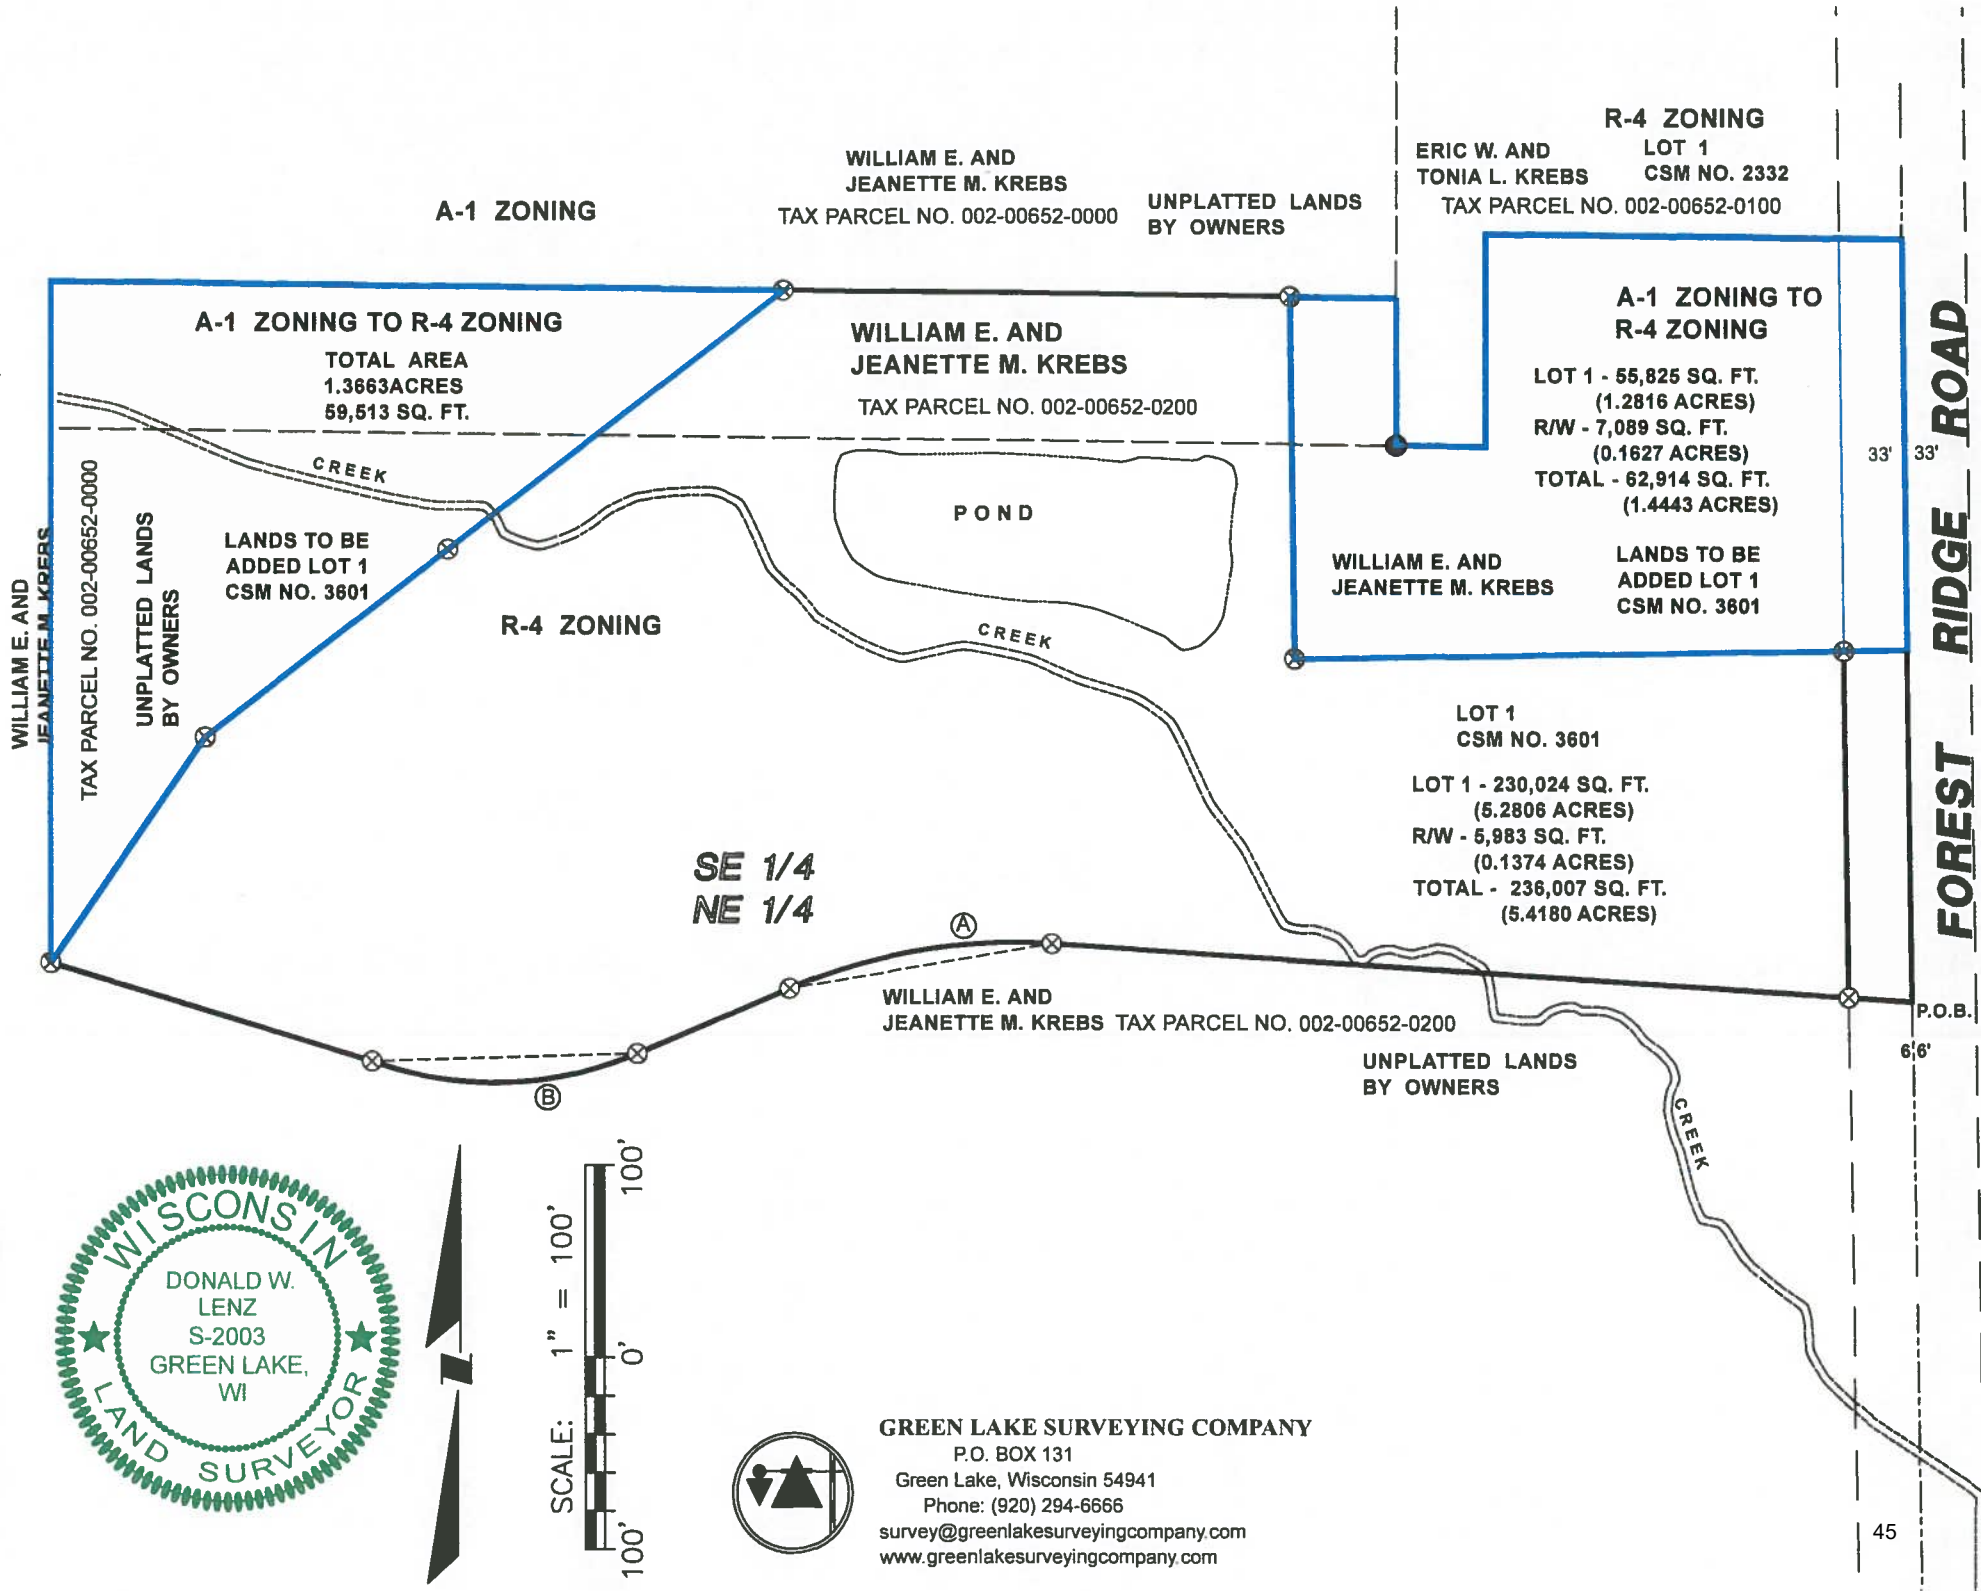 R-4 ZONING
LOT 1
CSM NO. 2332
ERIC W. AND
TONIA L. KREBS
TAX PARCEL NO. 002-00652-0100
WILLIAM E. AND
JEANETTE M. KREBS
TAX PARCEL NO. 002-00652-0000
UNPLATTED LANDS
BY OWNERS
A-1 ZONING
A-1 ZONING TO R-4 ZONING
TOTAL AREA
1.3663ACRES
59,513 SQ. FT.
WILLIAM E. AND
JEANETTE M. KREBS
TAX PARCEL NO. 002-00652-0200
A-1 ZONING TO
R-4 ZONING
LOT 1 - 55,825 SQ. FT.
(1.2816 ACRES)
R/W - 7,089 SQ. FT.
(0.1627 ACRES)
TOTAL - 62,914 SQ. FT.
(1.4443 ACRES)
33'
33'
FOREST RIDGE ROAD
CREEK
POND
LANDS TO BE
ADDED LOT 1
CSM NO. 3601
WILLIAM E. AND
JEANETTE M. KREBS
TAX PARCEL NO. 002-00652-0000
UNPLATTED LANDS
BY OWNERS
WILLIAM E. AND
JEANETTE M. KREBS
LANDS TO BE
ADDED LOT 1
CSM NO. 3601
R-4 ZONING
CREEK
LOT 1
CSM NO. 3601
LOT 1 - 230,024 SQ. FT.
(5.2806 ACRES)
R/W - 5,983 SQ. FT.
(0.1374 ACRES)
TOTAL - 236,007 SQ. FT.
(5.4180 ACRES)
SE 1/4
NE 1/4
A
WILLIAM E. AND
JEANETTE M. KREBS TAX PARCEL NO. 002-00652-0200
P.O.B.
66'
UNPLATTED LANDS
BY OWNERS
B
CREEK
WISCONSIN
DONALD W.
LENZ
S-2003
GREEN LAKE,
WI
LAND SURVEYOR
Z
SCALE: 1" = 100'
100' 0' 100'
GREEN LAKE SURVEYING COMPANY
P.O. BOX 131
Green Lake, Wisconsin 54941
Phone: (920) 294-6666
survey@greenlakesurveyingcompany.com
www.greenlakesurveyingcompany.com
45